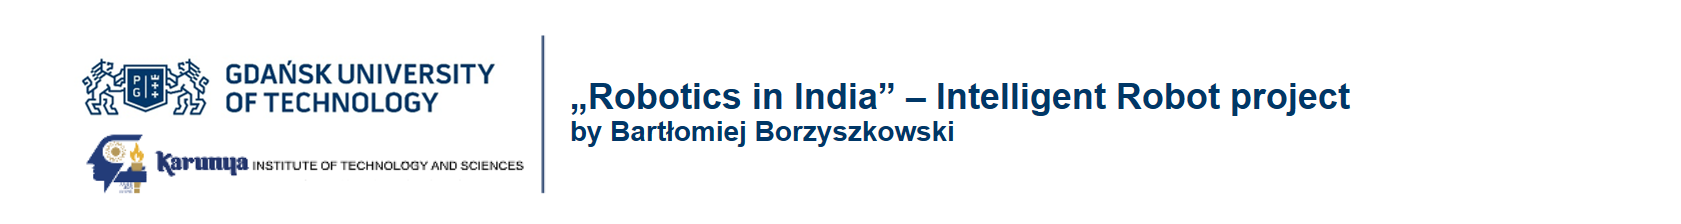 GDAŃSK UNIVERSITY
OF TECHNOLOGY
P G
Karunya INSTITUTE OF TECHNOLOGY AND SCIENCES
„Robotics in India” – Intelligent Robot project
by Bartłomiej Borzyszkowski